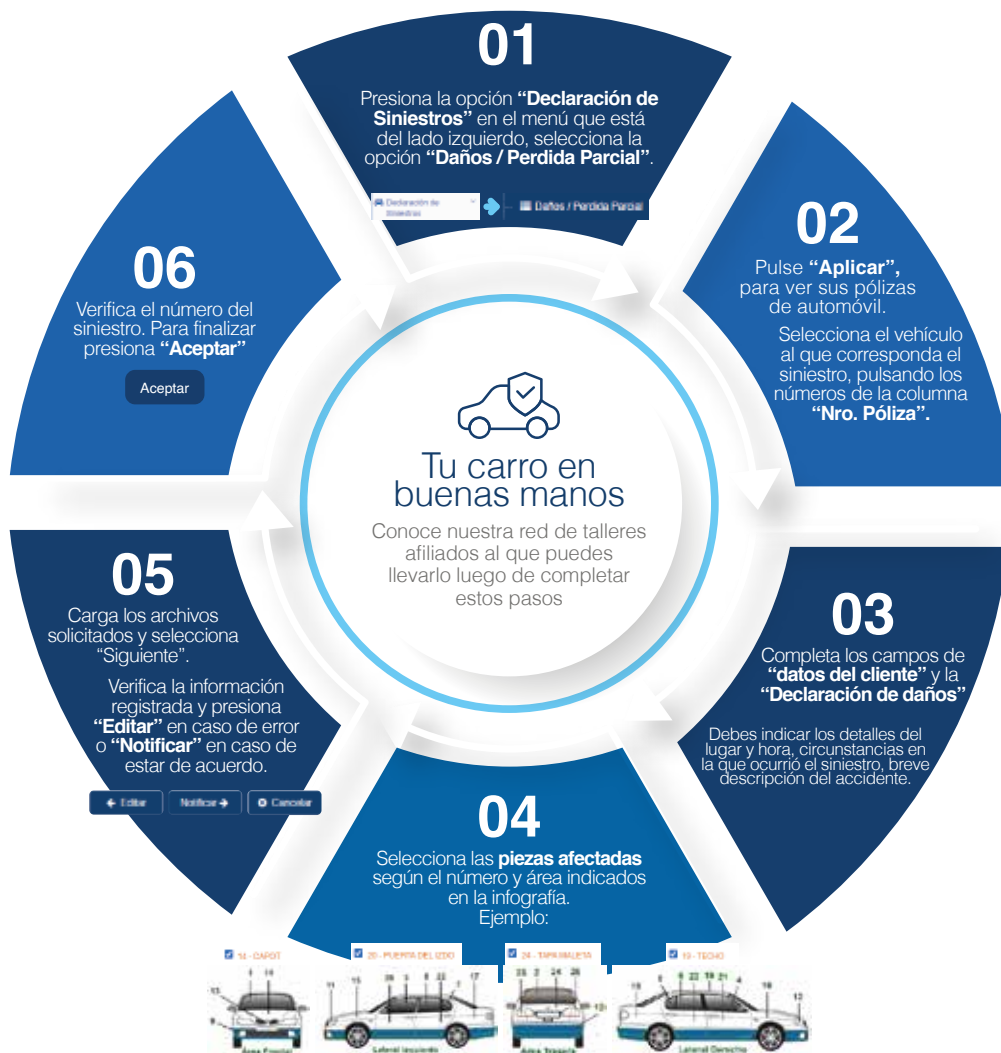 01
Presiona la opción “Declaración de
Siniestros” en el menú que está
del lado izquierdo, selecciona la
opción “Daños / Perdida Parcial”.
Declaración de
Siniestros
Daños / Perdida Parcial
02
Pulse “Aplicar”,
para ver sus pólizas
de automóvil.
Selecciona el vehículo
al que corresponda el
siniestro, pulsando los
números de la columna
“Nro. Póliza”.
03
Completa los campos de
“datos del cliente” y la
“Declaración de daños”
Debes indicar los detalles del
lugar y hora, circunstancias en
la que ocurrió el siniestro, breve
descripción del accidente.
04
Selecciona las piezas afectadas
según el número y área indicados
en la infografía.
Ejemplo:
14 - CAPOT
20 - PUERTA DEL IZDO
24 - TAPA MALETA
19 - TECHO
Area Frontal
Lateral Izquierdo
Area Trasera
Lateral Derecho
05
Carga los archivos
solicitados y selecciona
“Siguiente”.
Verifica la información
registrada y presiona
“Editar” en caso de error
o “Notificar” en caso de
estar de acuerdo.
Editar
Notificar
Cancelar
06
Verifica el número del
siniestro. Para finalizar
presiona “Aceptar”
Aceptar
Tu carro en
buenas manos
Conoce nuestra red de talleres
afiliados al que puedes
llevarlo luego de completar
estos pasos